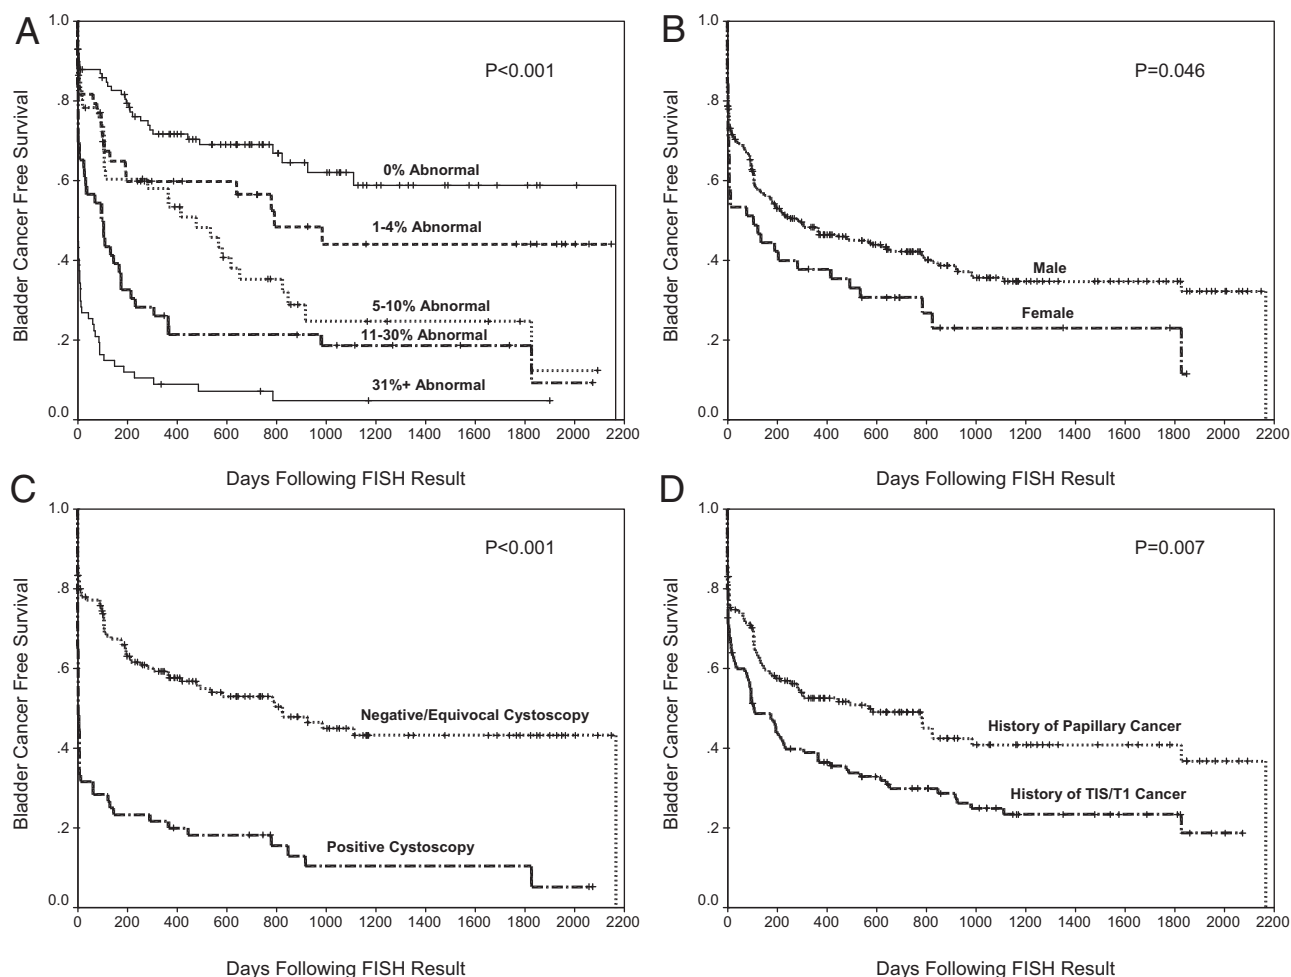 A
Bladder Cancer Free Survival
1.0
.8
.6
.4
.2
0.0
P<0.001
0% Abnormal
1-4% Abnormal
5-10% Abnormal
11-30% Abnormal
31%+ Abnormal
0 200 400 600 800 1000 1200 1400 1600 1800 2000 2200
Days Following FISH Result
B
Bladder Cancer Free Survival
1.0
.8
.6
.4
.2
0.0
P=0.046
Male
Female
0 200 400 600 800 1000 1200 1400 1600 1800 2000 2200
Days Following FISH Result
C
Bladder Cancer Free Survival
1.0
.8
.6
.4
.2
0.0
P<0.001
Negative/Equivocal Cystoscopy
Positive Cystoscopy
0 200 400 600 800 1000 1200 1400 1600 1800 2000 2200
Days Following FISH Result
D
Bladder Cancer Free Survival
1.0
.8
.6
.4
.2
0.0
P=0.007
History of Papillary Cancer
History of TIS/T1 Cancer
0 200 400 600 800 1000 1200 1400 1600 1800 2000 2200
Days Following FISH Result